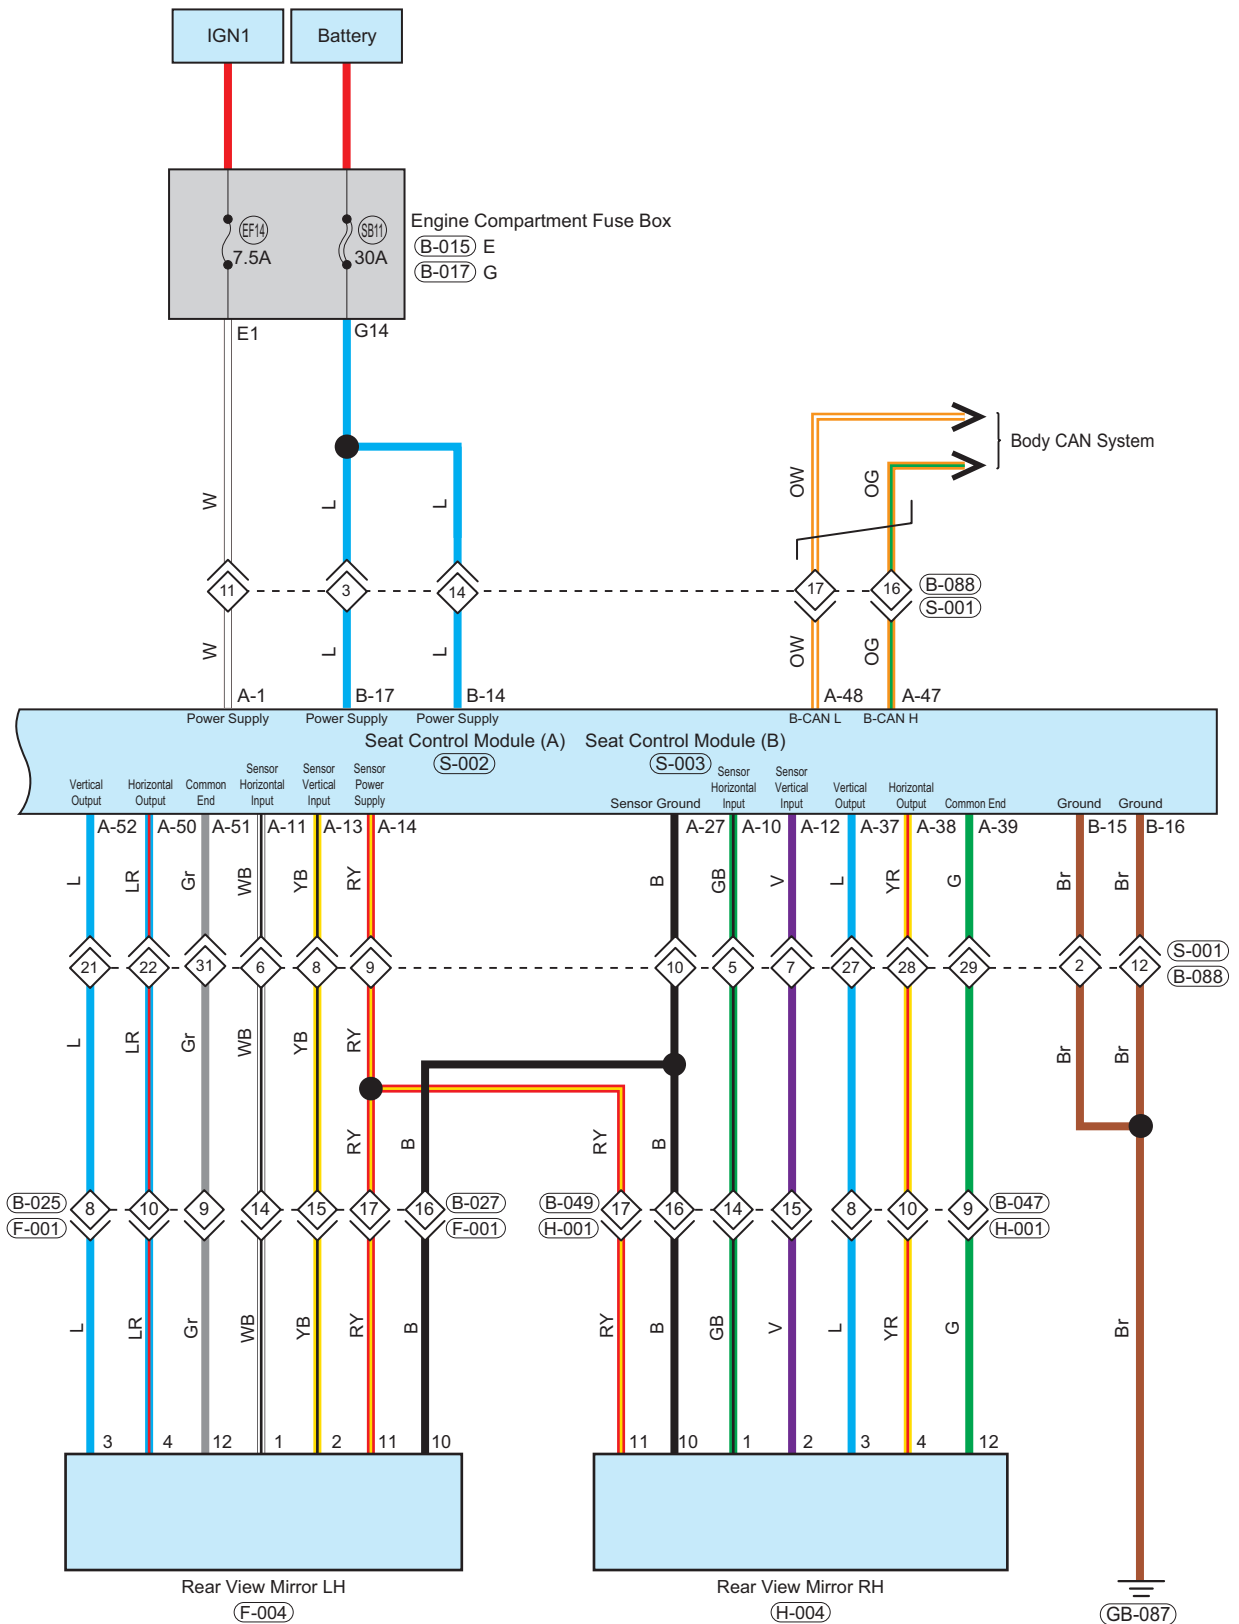 IGN1
Battery
EF14
7.5A
SB11
30A
Engine Compartment Fuse Box
B-015 E
B-017 G
E1
G14
Body CAN System
W
L
L
OW
OG
11
3
14
17
16
B-088
S-001
W
L
L
OW
OG
A-1
B-17
B-14
A-48
A-47
Power Supply
Power Supply
Power Supply
B-CAN L
B-CAN H
Seat Control Module (A)
S-002
Seat Control Module (B)
S-003
Vertical
Output
Horizontal
Output
Common
End
Sensor
Horizontal
Input
Sensor
Vertical
Input
Sensor
Power
Supply
Sensor Ground
Sensor
Horizontal
Input
Sensor
Vertical
Input
Vertical
Output
Horizontal
Output
Common End
Ground
Ground
A-52
A-50
A-51
A-11
A-13
A-14
A-27
A-10
A-12
A-37
A-38
A-39
B-15
B-16
L
LR
Gr
WB
YB
RY
B
GB
V
L
YR
G
Br
Br
21
22
31
6
8
9
10
5
7
27
28
29
2
12
S-001
B-088
L
LR
Gr
WB
YB
RY
Br
Br
RY
B
RY
B
B-025
F-001
8
10
9
14
15
17
16
B-027
F-001
B-049
H-001
17
16
14
15
8
10
9
B-047
H-001
L
LR
Gr
WB
YB
RY
B
RY
B
GB
V
L
YR
G
Br
3
4
12
1
2
11
10
11
10
1
2
3
4
12
Rear View Mirror LH
F-004
Rear View Mirror RH
H-004
GB-087